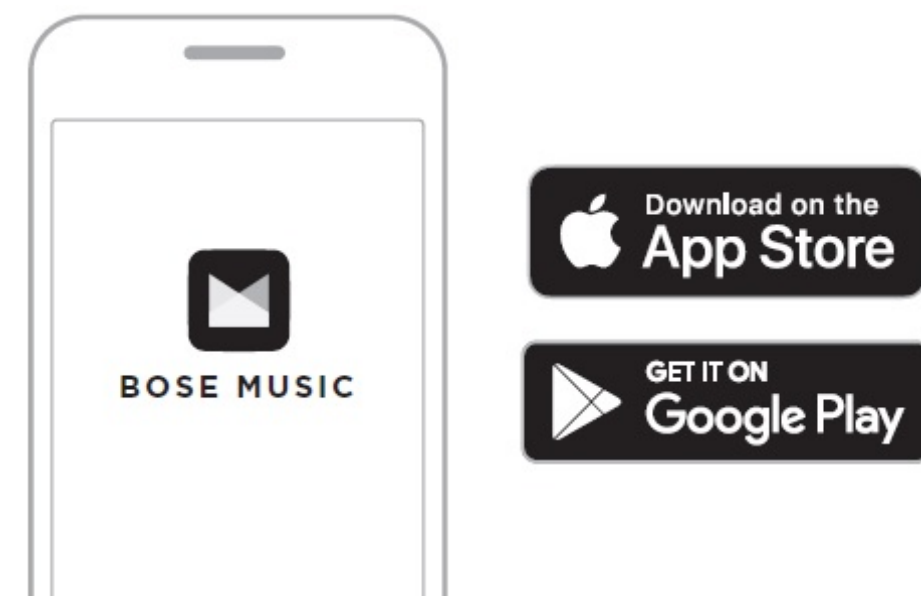 BOSE MUSIC
Download on the
App Store
GET IT ON
Google Play